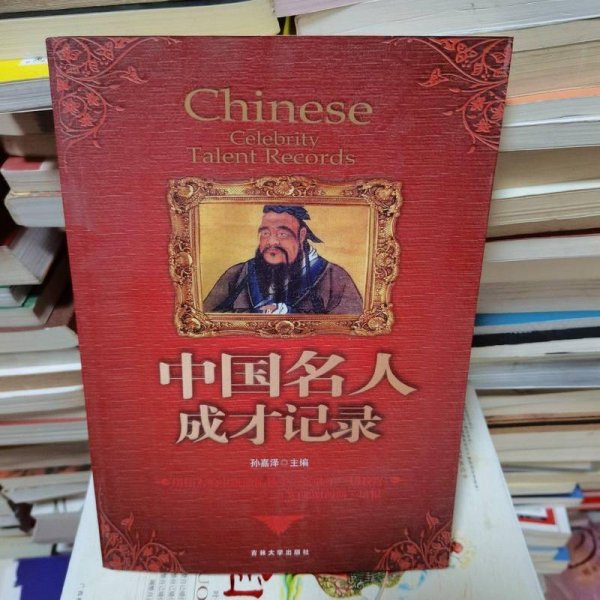 Chinese
Celebrity
Talent Records
中国名人
成才记录
孙嘉泽 主编
吉林大学出版社